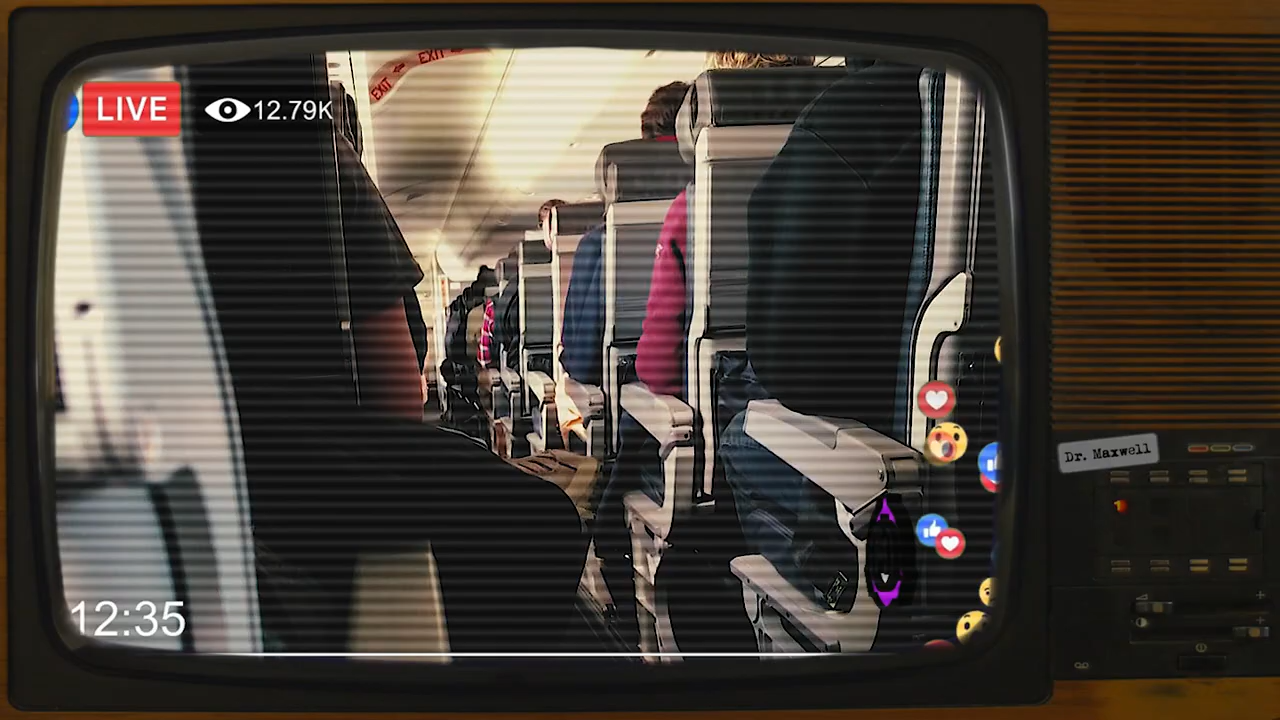 EXIT ← EXIT ←
LIVE
12.79K
Dr. Maxwell
12:35